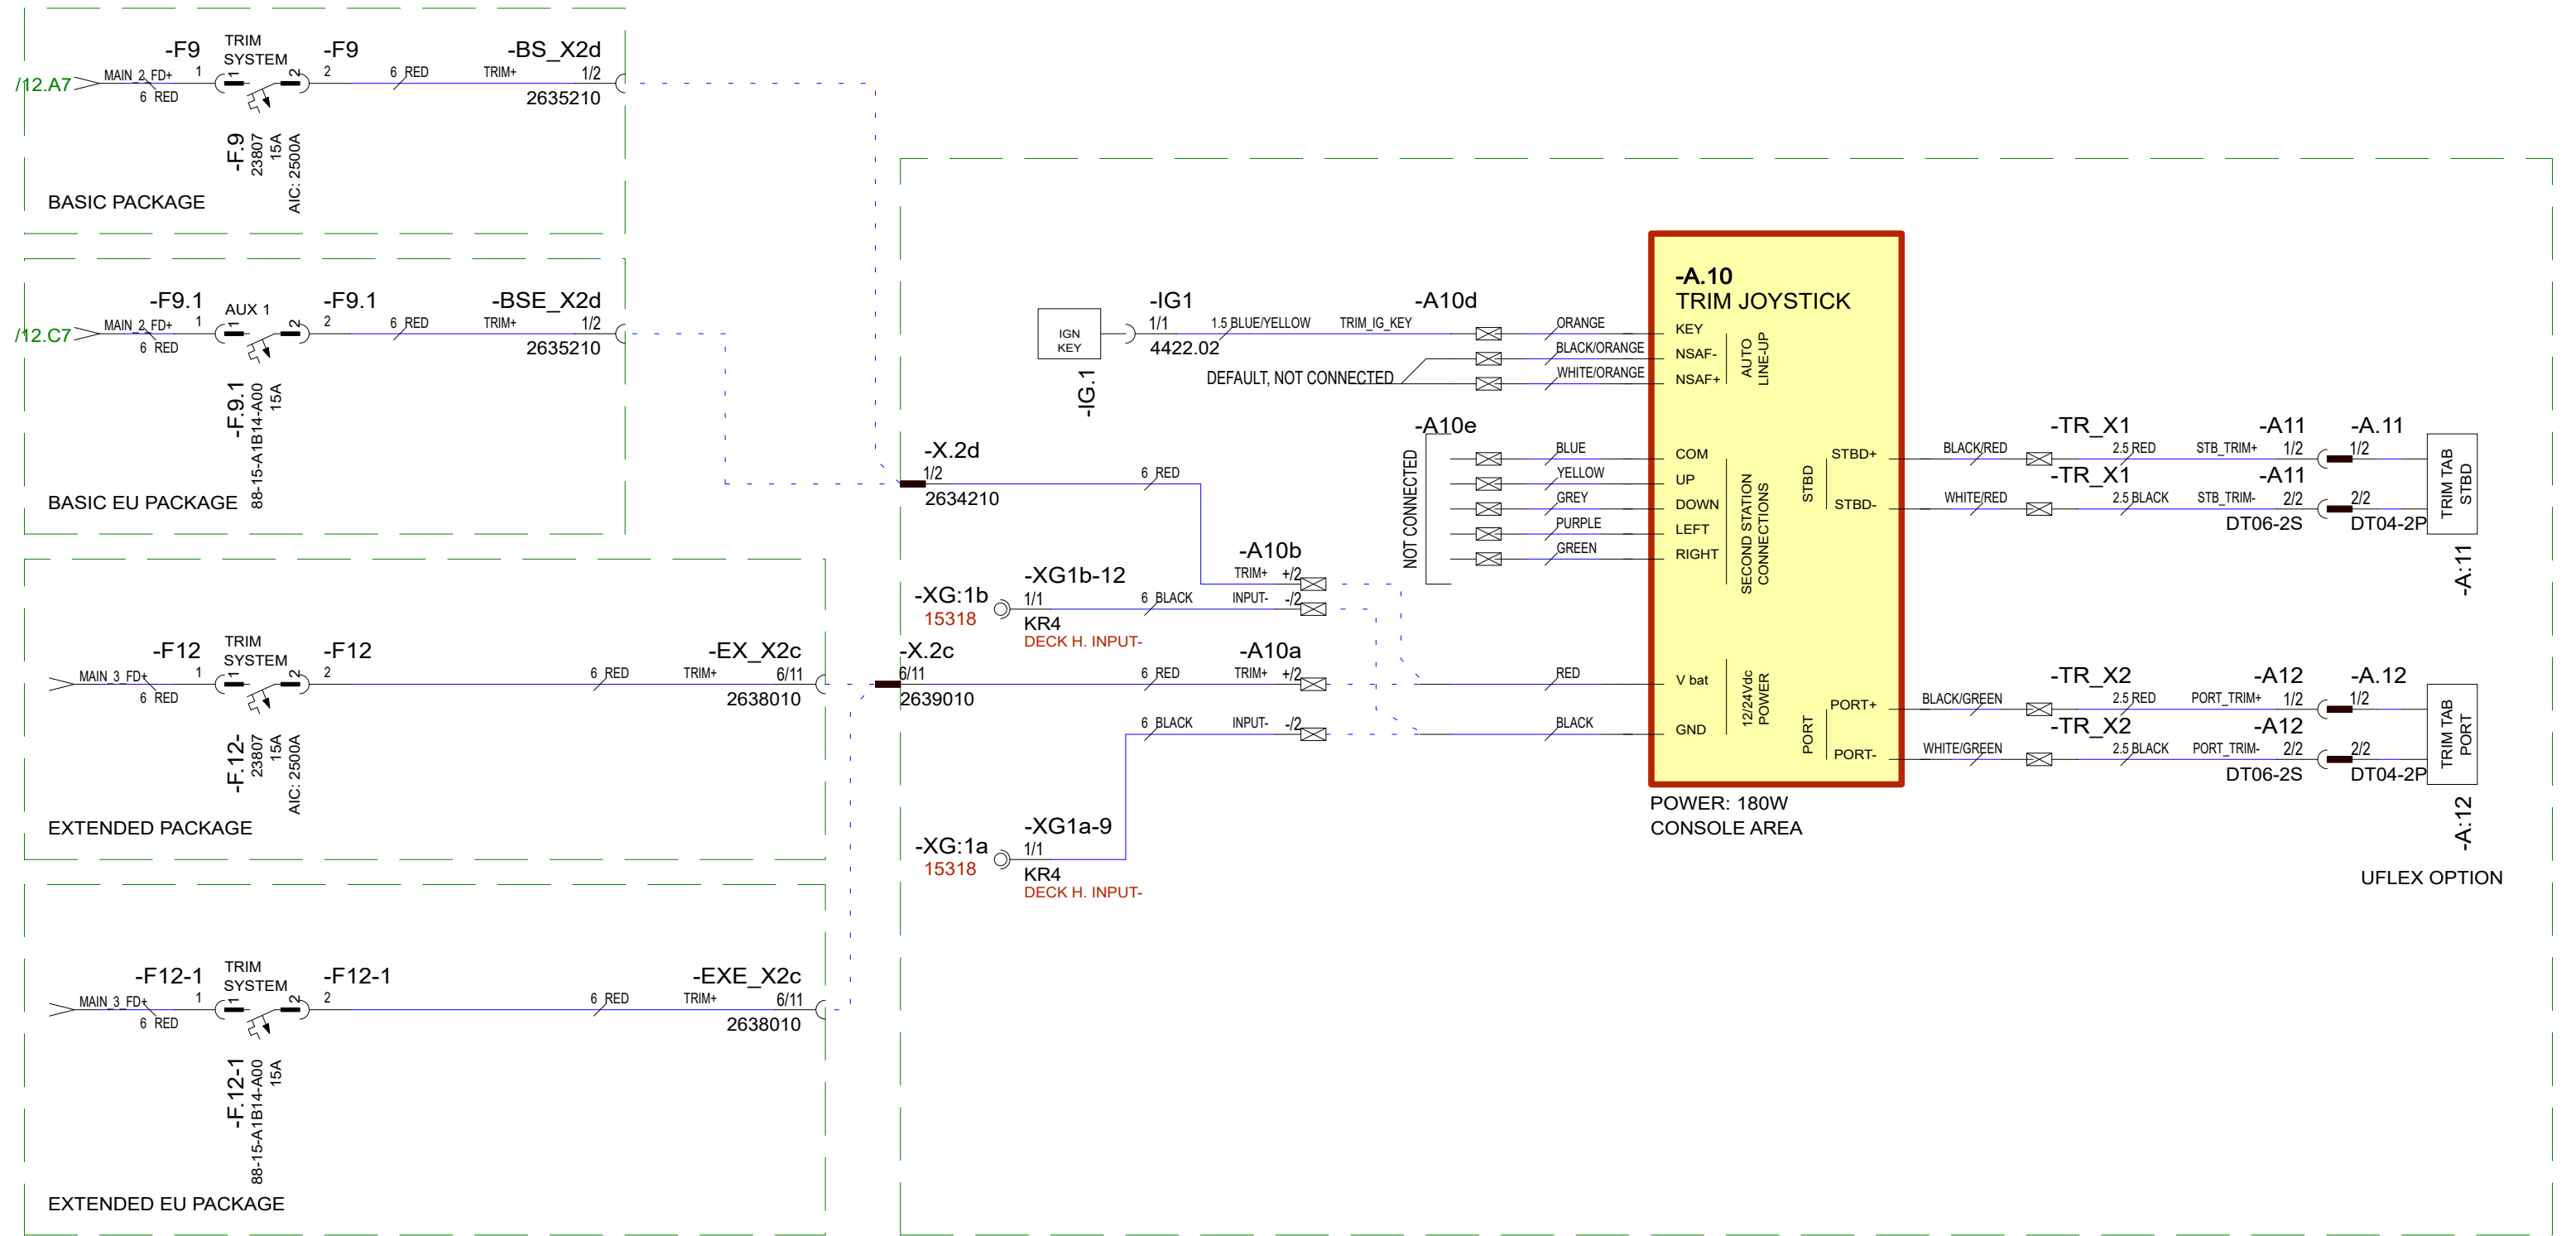 -F9
TRIM
SYSTEM
-F9
-BS_X2d
/12.A7
MAIN_2_FD+
1
1
2
2
6 RED
TRIM+
1/2
6 RED
2635210
-F.9
23807
15A
AIC: 2500A
BASIC PACKAGE
-F9.1
AUX 1
-F9.1
-BSE_X2d
/12.C7
MAIN_2_FD+
1
1
2
2
6 RED
TRIM+
1/2
6 RED
2635210
-F.9.1
88-15-A1B14-A00
15A
BASIC EU PACKAGE
-F12
TRIM
SYSTEM
-F12
-EX_X2c
MAIN_3_FD+
1
1
2
2
6 RED
TRIM+
6/11
6 RED
2638010
-F.12-
23807
15A
AIC: 2500A
EXTENDED PACKAGE
-F12-1
TRIM
SYSTEM
-F12-1
-EXE_X2c
MAIN_3_FD+
1
1
2
2
6 RED
TRIM+
6/11
6 RED
2638010
-F.12-1
88-15-A1B14-A00
15A
EXTENDED EU PACKAGE
IGN
KEY
-IG.1
-IG1
1/1
4422.02
1.5 BLUE/YELLOW
TRIM_IG_KEY
-A10d
DEFAULT, NOT CONNECTED
ORANGE
BLACK/ORANGE
WHITE/ORANGE
-A10e
NOT CONNECTED
BLUE
YELLOW
GREY
PURPLE
GREEN
-X.2d
1/2
2634210
6 RED
-A10b
TRIM+ +/2
-XG:1b
15318
-XG1b-12
1/1
KR4
DECK H. INPUT-
6 BLACK
INPUT- -/2
-X.2c
6/11
2639010
6 RED
-A10a
TRIM+ +/2
6 BLACK
INPUT- -/2
-XG:1a
15318
-XG1a-9
1/1
KR4
DECK H. INPUT-
RED
BLACK
-A.10
TRIM JOYSTICK
KEY
NSAF-
NSAF+
AUTO
LINE-UP
COM
UP
DOWN
LEFT
RIGHT
SECOND STATION
CONNECTIONS
V bat
GND
12/24Vdc
POWER
STBD
STBD+
STBD-
PORT
PORT+
PORT-
POWER: 180W
CONSOLE AREA
BLACK/RED
-TR_X1
2.5 RED
STB_TRIM+
-A11
1/2
-A.11
1/2
WHITE/RED
-TR_X1
2.5 BLACK
STB_TRIM-
-A11
2/2
DT06-2S
2/2
DT04-2P
TRIM TAB
STBD
-A:11
BLACK/GREEN
-TR_X2
2.5 RED
PORT_TRIM+
-A12
1/2
-A.12
1/2
WHITE/GREEN
-TR_X2
2.5 BLACK
PORT_TRIM-
-A12
2/2
DT06-2S
2/2
DT04-2P
TRIM TAB
PORT
-A:12
UFLEX OPTION